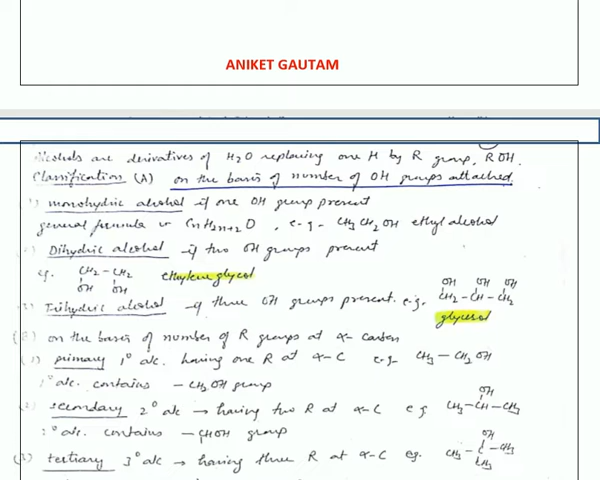 ANIKET GAUTAM
Alcohols are derivatives of H2O replacing one H by R group, ROH.
Classification (A) on the basis of number of OH groups attached.
1) monohydric alcohol if one OH group present
general formula is CnH2n+2O, e.g. CH3CH2OH ethyl alcohol
Dihydric alcohol if two OH groups present
eg. CH2-CH2 ethylene glycol
OH OH
OH OH OH
(3) Trihydric alcohol if three OH groups present. e.g. CH2-CH-CH2
glycerol
(B) on the basis of number of R groups at α- carbon
(1) primary 1° alc. having one R at α-C e.g. CH3-CH2OH
1° alc. contains -CH2OH group
OH
(2) secondary 2° alc → having two R at α-C eg CH3-CH-CH3
2° alc. contains -CHOH group
OH
(3) tertiary 3° alc → having three R at α-C eg. CH3-C-CH3
CH3